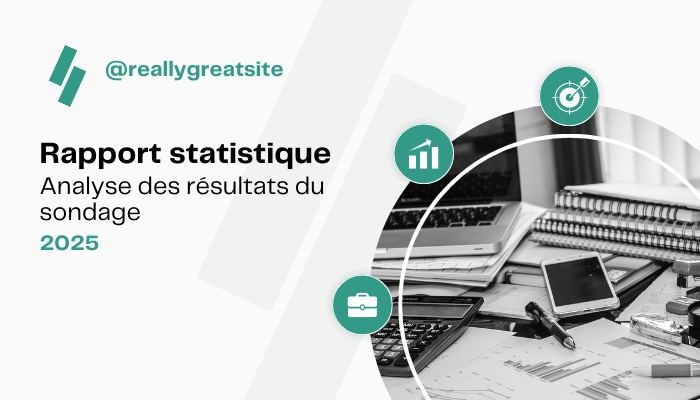 @reallygreatsite
Rapport statistique
Analyse des résultats du
sondage
2025